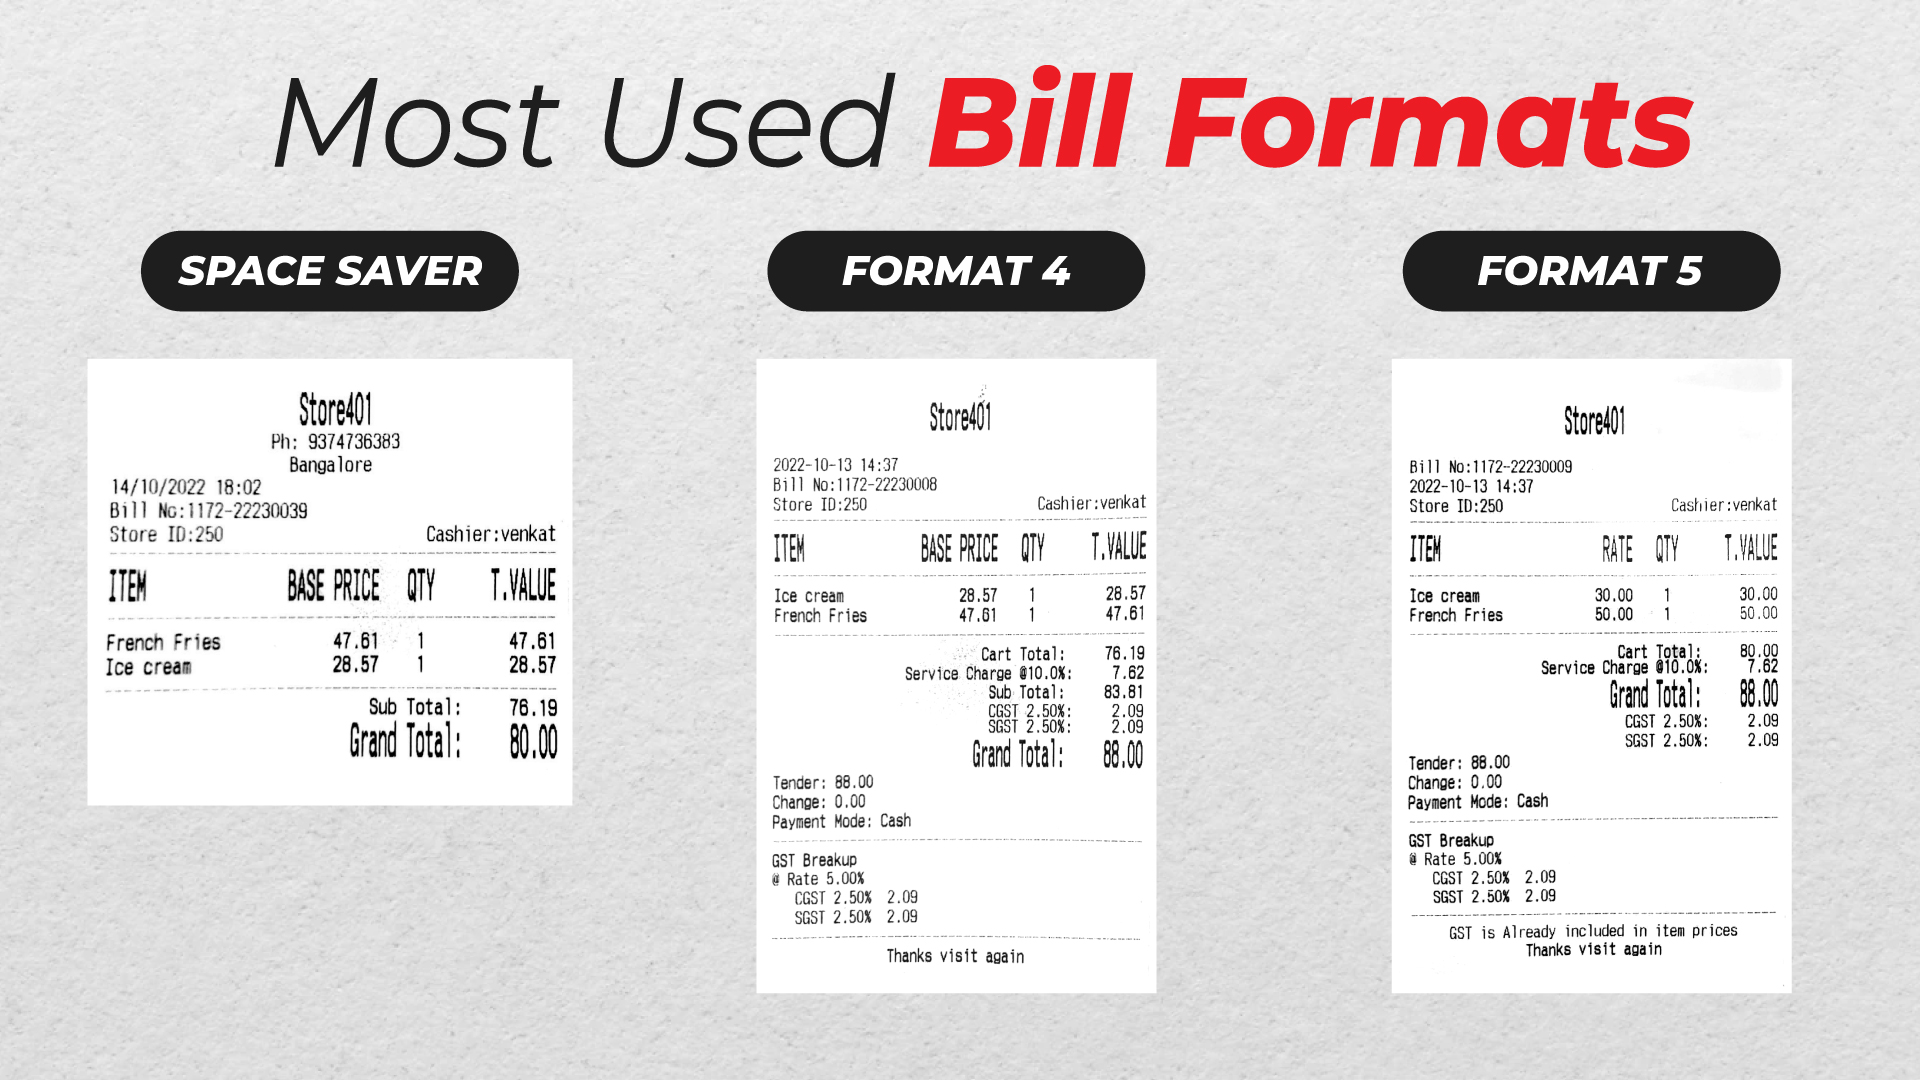 Most Used Bill Formats
SPACE SAVER
Store401
Ph: 9374736383
Bangalore
14/10/2022 18:02
Bill No:1172-22230039
Store ID:250 Cashier:venkat
ITEM BASE PRICE QTY T.VALUE
French Fries 47.61 1 47.61
Ice cream 28.57 1 28.57
Sub Total: 76.19
Grand Total: 80.00
FORMAT 4
Store401
2022-10-13 14:37
Bill No:1172-22230008
Store ID:250 Cashier:venkat
ITEM BASE PRICE QTY T.VALUE
Ice cream 28.57 1 28.57
French Fries 47.61 1 47.61
Cart Total: 76.19
Service Charge @10.0%: 7.62
Sub Total: 83.81
CGST 2.50%: 2.09
SGST 2.50%: 2.09
Grand Total: 88.00
Tender: 88.00
Change: 0.00
Payment Mode: Cash
GST Breakup
@ Rate 5.00%
CGST 2.50% 2.09
SGST 2.50% 2.09
Thanks visit again
FORMAT 5
Store401
Bill No:1172-22230009
2022-10-13 14:37
Store ID:250 Cashier:venkat
ITEM RATE QTY T.VALUE
Ice cream 30.00 1 30.00
French Fries 50.00 1 50.00
Cart Total: 80.00
Service Charge @10.0%: 7.62
Grand Total: 88.00
CGST 2.50%: 2.09
SGST 2.50%: 2.09
Tender: 88.00
Change: 0.00
Payment Mode: Cash
GST Breakup
@ Rate 5.00%
CGST 2.50% 2.09
SGST 2.50% 2.09
GST is Already included in item prices
Thanks visit again